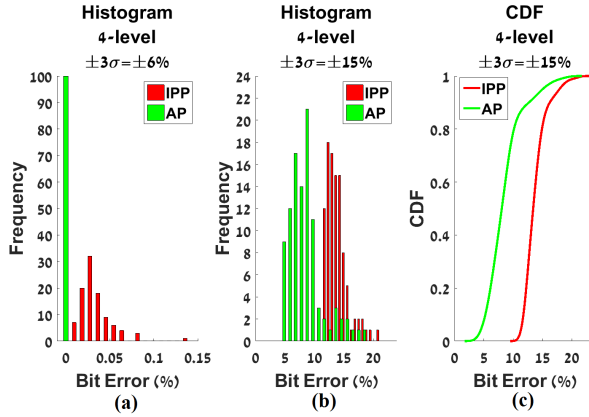 Histogram
4-level
±3σ=±6%
100
90
80
70
60
50
40
30
20
10
0
Frequency
IPP
AP
0 0.05 0.1 0.15
Bit Error (%)
(a)
Histogram
4-level
±3σ=±15%
24
22
20
18
16
14
12
10
8
6
4
2
0
Frequency
IPP
AP
0 5 10 15 20
Bit Error (%)
(b)
CDF
4-level
±3σ=±15%
1
0.8
0.6
0.4
0.2
0
CDF
IPP
AP
0 5 10 15 20
Bit Error (%)
(c)